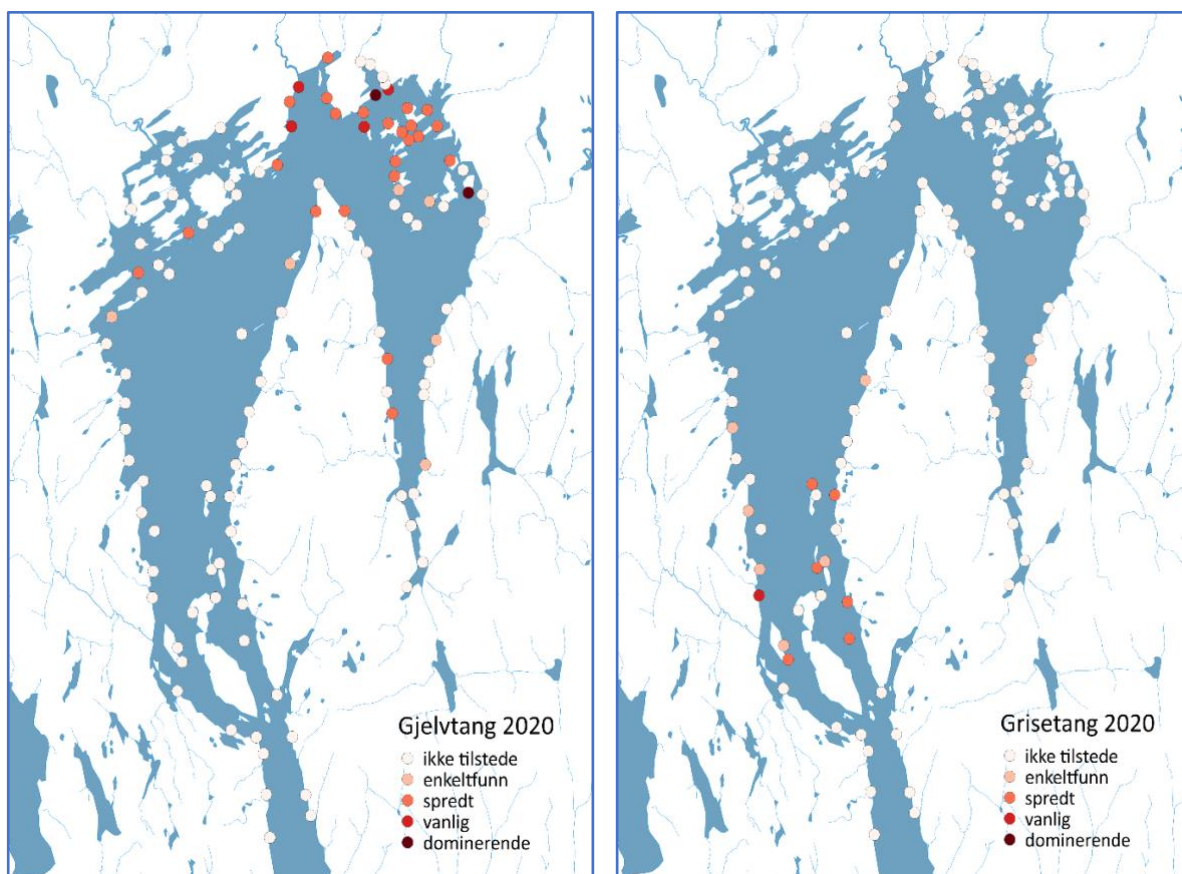 Gjelvtang 2020
ikke tilstede
enkeltfunn
spredt
vanlig
dominerende
Grisetang 2020
ikke tilstede
enkeltfunn
spredt
vanlig
dominerende